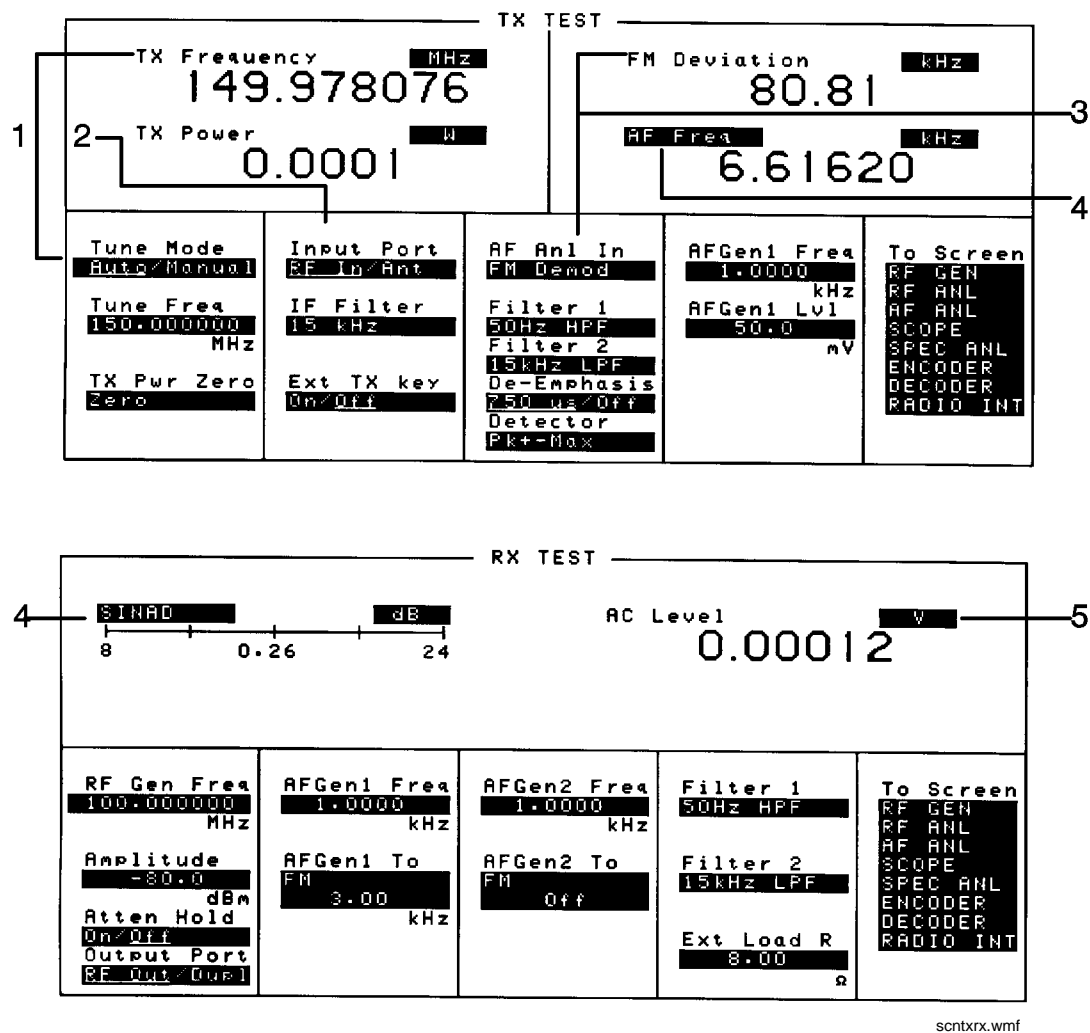 TX TEST
TX Frequency MHz
149.978076
TX Power W
0.0001
FM Deviation kHz
80.81
AF Freq kHz
6.61620
1
2
3
4
Tune Mode
Auto/Manual
Tune Freq
150.000000
MHz
TX Pwr Zero
Zero
Input Port
RF In/Ant
IF Filter
15 kHz
Ext TX key
On/Off
AF Anl In
FM Demod
Filter 1
50Hz HPF
Filter 2
15kHz LPF
De-Emphasis
750 us/Off
Detector
Pk+-Max
AFGen1 Freq
1.0000
kHz
AFGen1 Lvl
50.0
mV
To Screen
RF GEN
RF ANL
AF ANL
SCOPE
SPEC ANL
ENCODER
DECODER
RADIO INT
RX TEST
4
SINAD dB
8 0.26 24
AC Level V
0.00012
5
RF Gen Freq
100.000000
MHz
Amplitude
-80.0
dBm
Atten Hold
On/Off
Output Port
RF Out/Dupl
AFGen1 Freq
1.0000
kHz
AFGen1 To
FM
3.00
kHz
AFGen2 Freq
1.0000
kHz
AFGen2 To
FM
Off
Filter 1
50Hz HPF
Filter 2
15kHz LPF
Ext Load R
8.00
Ω
To Screen
RF GEN
RF ANL
AF ANL
SCOPE
SPEC ANL
ENCODER
DECODER
RADIO INT
scntxrx.wmf